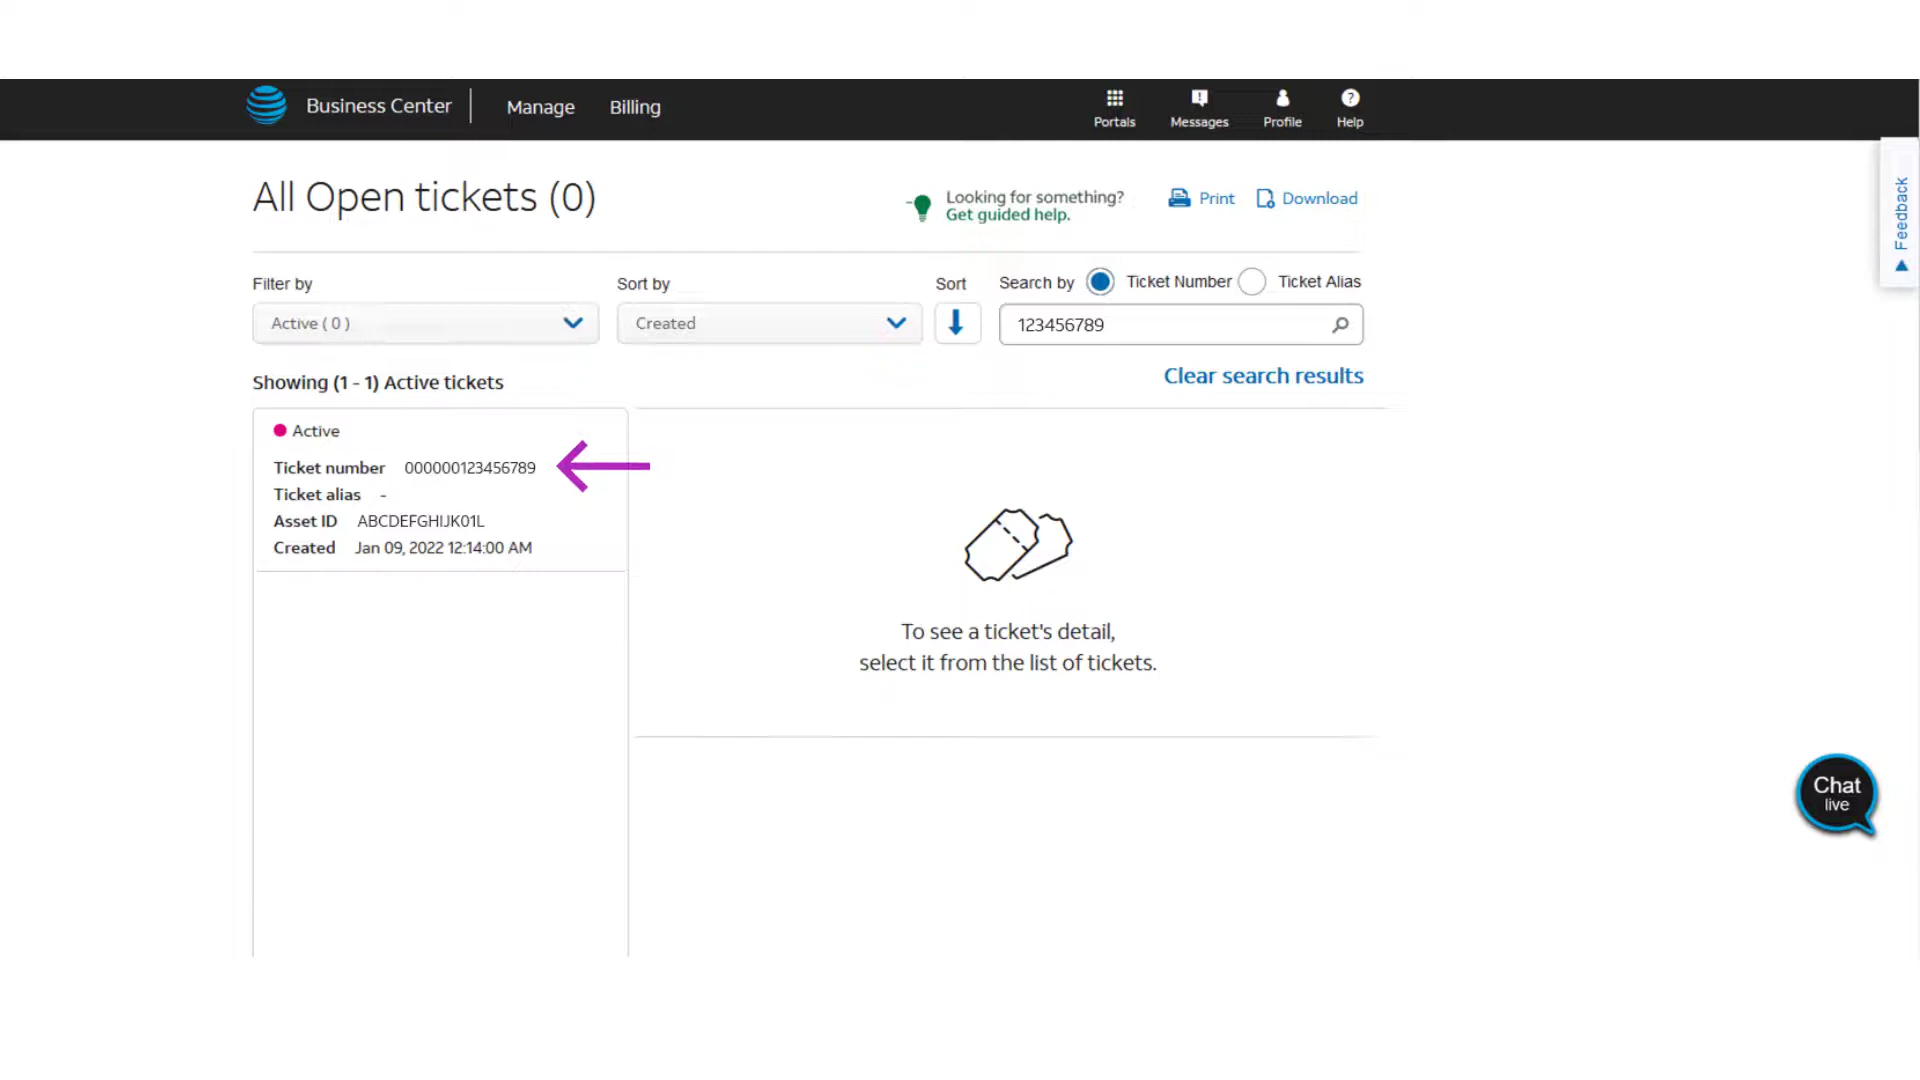 Business Center
Manage
Billing
Portals
Messages
Profile
Help
All Open tickets (0)
Looking for something?
Get guided help.
Print
Download
Feedback
Filter by
Sort by
Sort
Search by
Ticket Number
Ticket Alias
Active ( 0 )
Created
123456789
Showing (1 - 1) Active tickets
Clear search results
Active
Ticket number 000000123456789
Ticket alias -
Asset ID ABCDEFGHIJK01L
Created Jan 09, 2022 12:14:00 AM
To see a ticket's detail,
select it from the list of tickets.
Chat
live